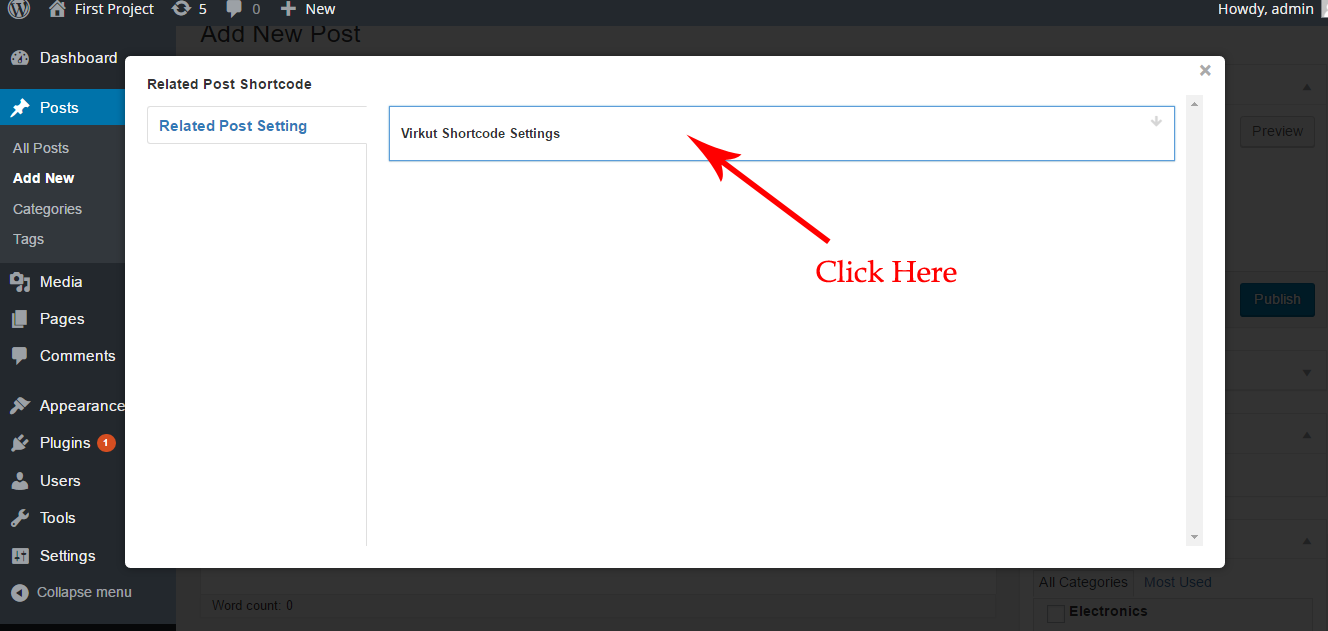 First Project 5 0 New Howdy, admin
Add New Post
Dashboard
Posts
All Posts
Add New
Categories
Tags
Media
Pages
Comments
Appearance
Plugins 1
Users
Tools
Settings
Collapse menu
Related Post Shortcode
Related Post Setting
Virkut Shortcode Settings
Click Here
Preview
Publish
Word count: 0
All Categories Most Used
Electronics